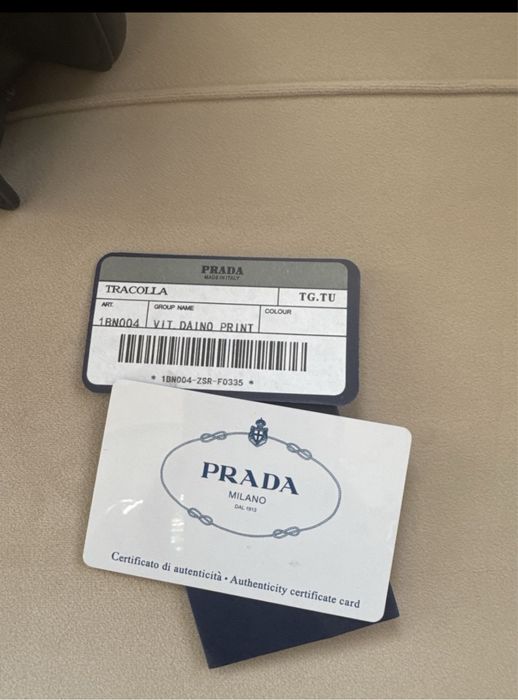 PRADA
MADE IN ITALY
TRACOLLA TG.TU
ART. GROUP NAME COLOUR
1BN004 VIT.DAINO PRINT
* 1BN004-ZSR-F0335 *
PRADA
MILANO
DAL 1913
Certificato di autenticità • Authenticity certificate card